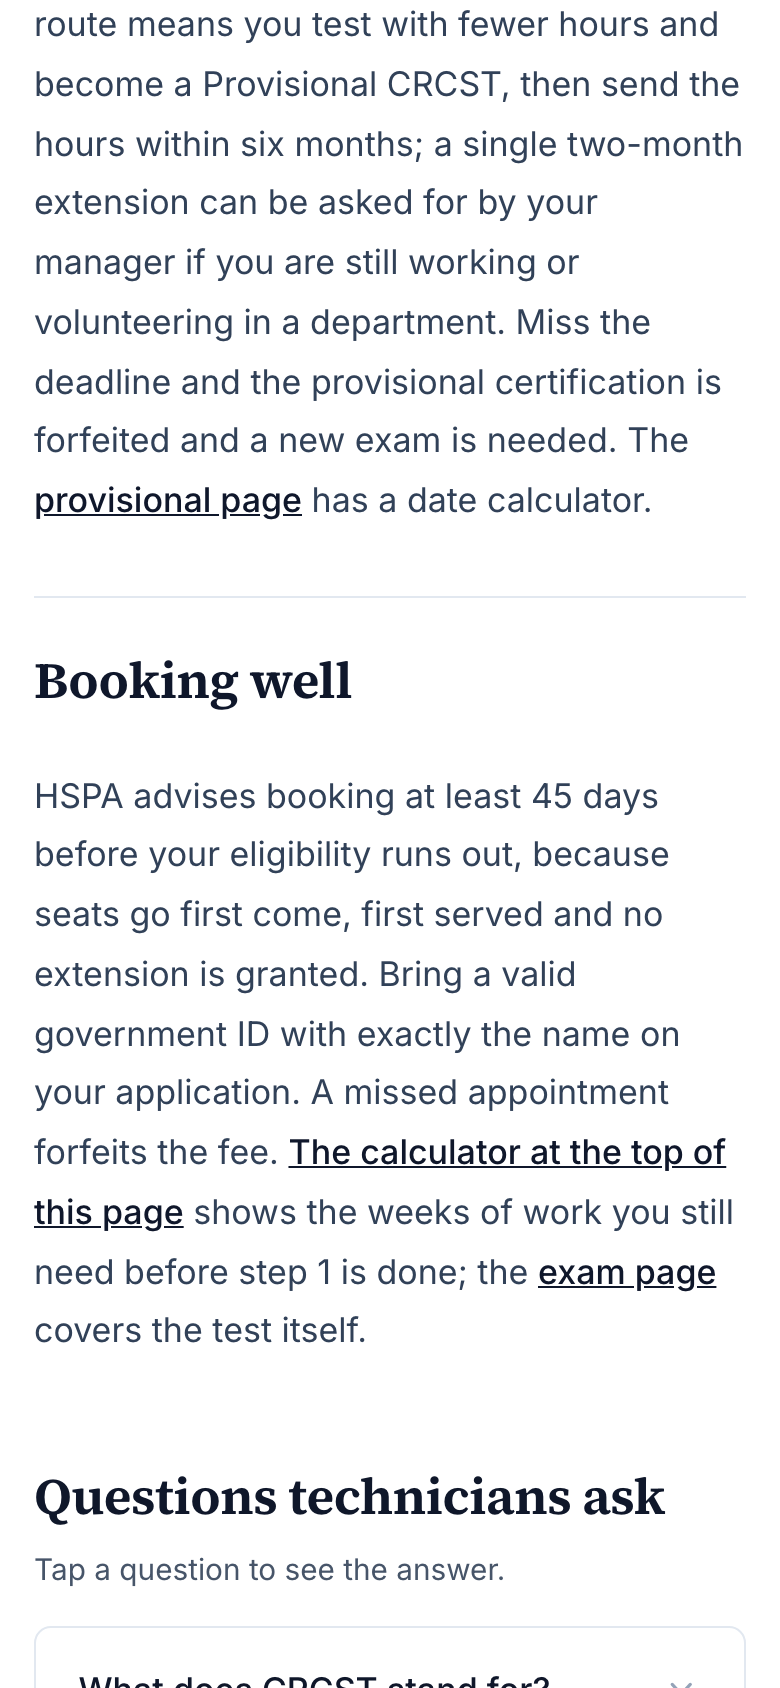 route means you test with fewer hours and
become a Provisional CRCST, then send the
hours within six months; a single two-month
extension can be asked for by your
manager if you are still working or
volunteering in a department. Miss the
deadline and the provisional certification is
forfeited and a new exam is needed. The
provisional page has a date calculator.
Booking well
HSPA advises booking at least 45 days
before your eligibility runs out, because
seats go first come, first served and no
extension is granted. Bring a valid
government ID with exactly the name on
your application. A missed appointment
forfeits the fee. The calculator at the top of
this page shows the weeks of work you still
need before step 1 is done; the exam page
covers the test itself.
Questions technicians ask
Tap a question to see the answer.
What does CRCST stand for?